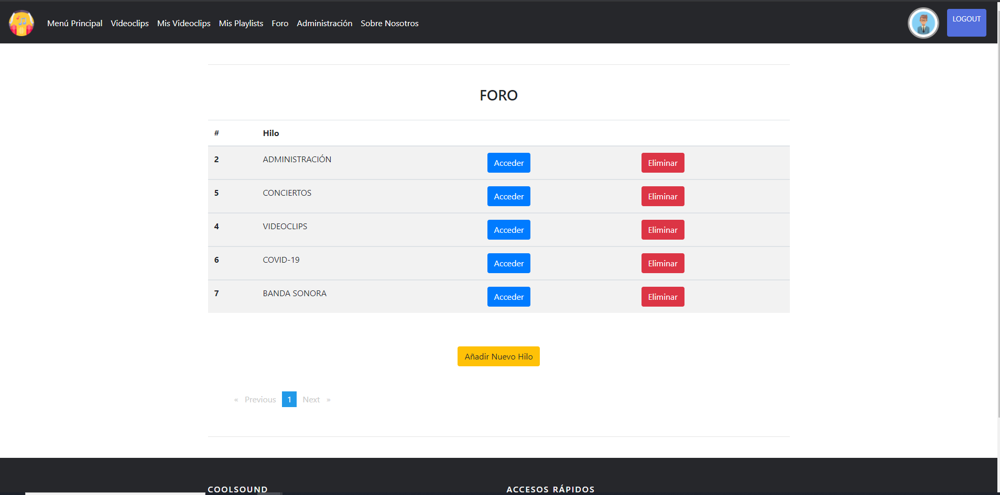 Menú Principal Videoclips Mis Videoclips Mis Playlists Foro Administración Sobre Nosotros LOGOUT
FORO
# Hilo
2 ADMINISTRACIÓN Acceder Eliminar
5 CONCIERTOS Acceder Eliminar
4 VIDEOCLIPS Acceder Eliminar
6 COVID-19 Acceder Eliminar
7 BANDA SONORA Acceder Eliminar
Añadir Nuevo Hilo
« Previous 1 Next »
COOLSOUND ACCESOS RÁPIDOS